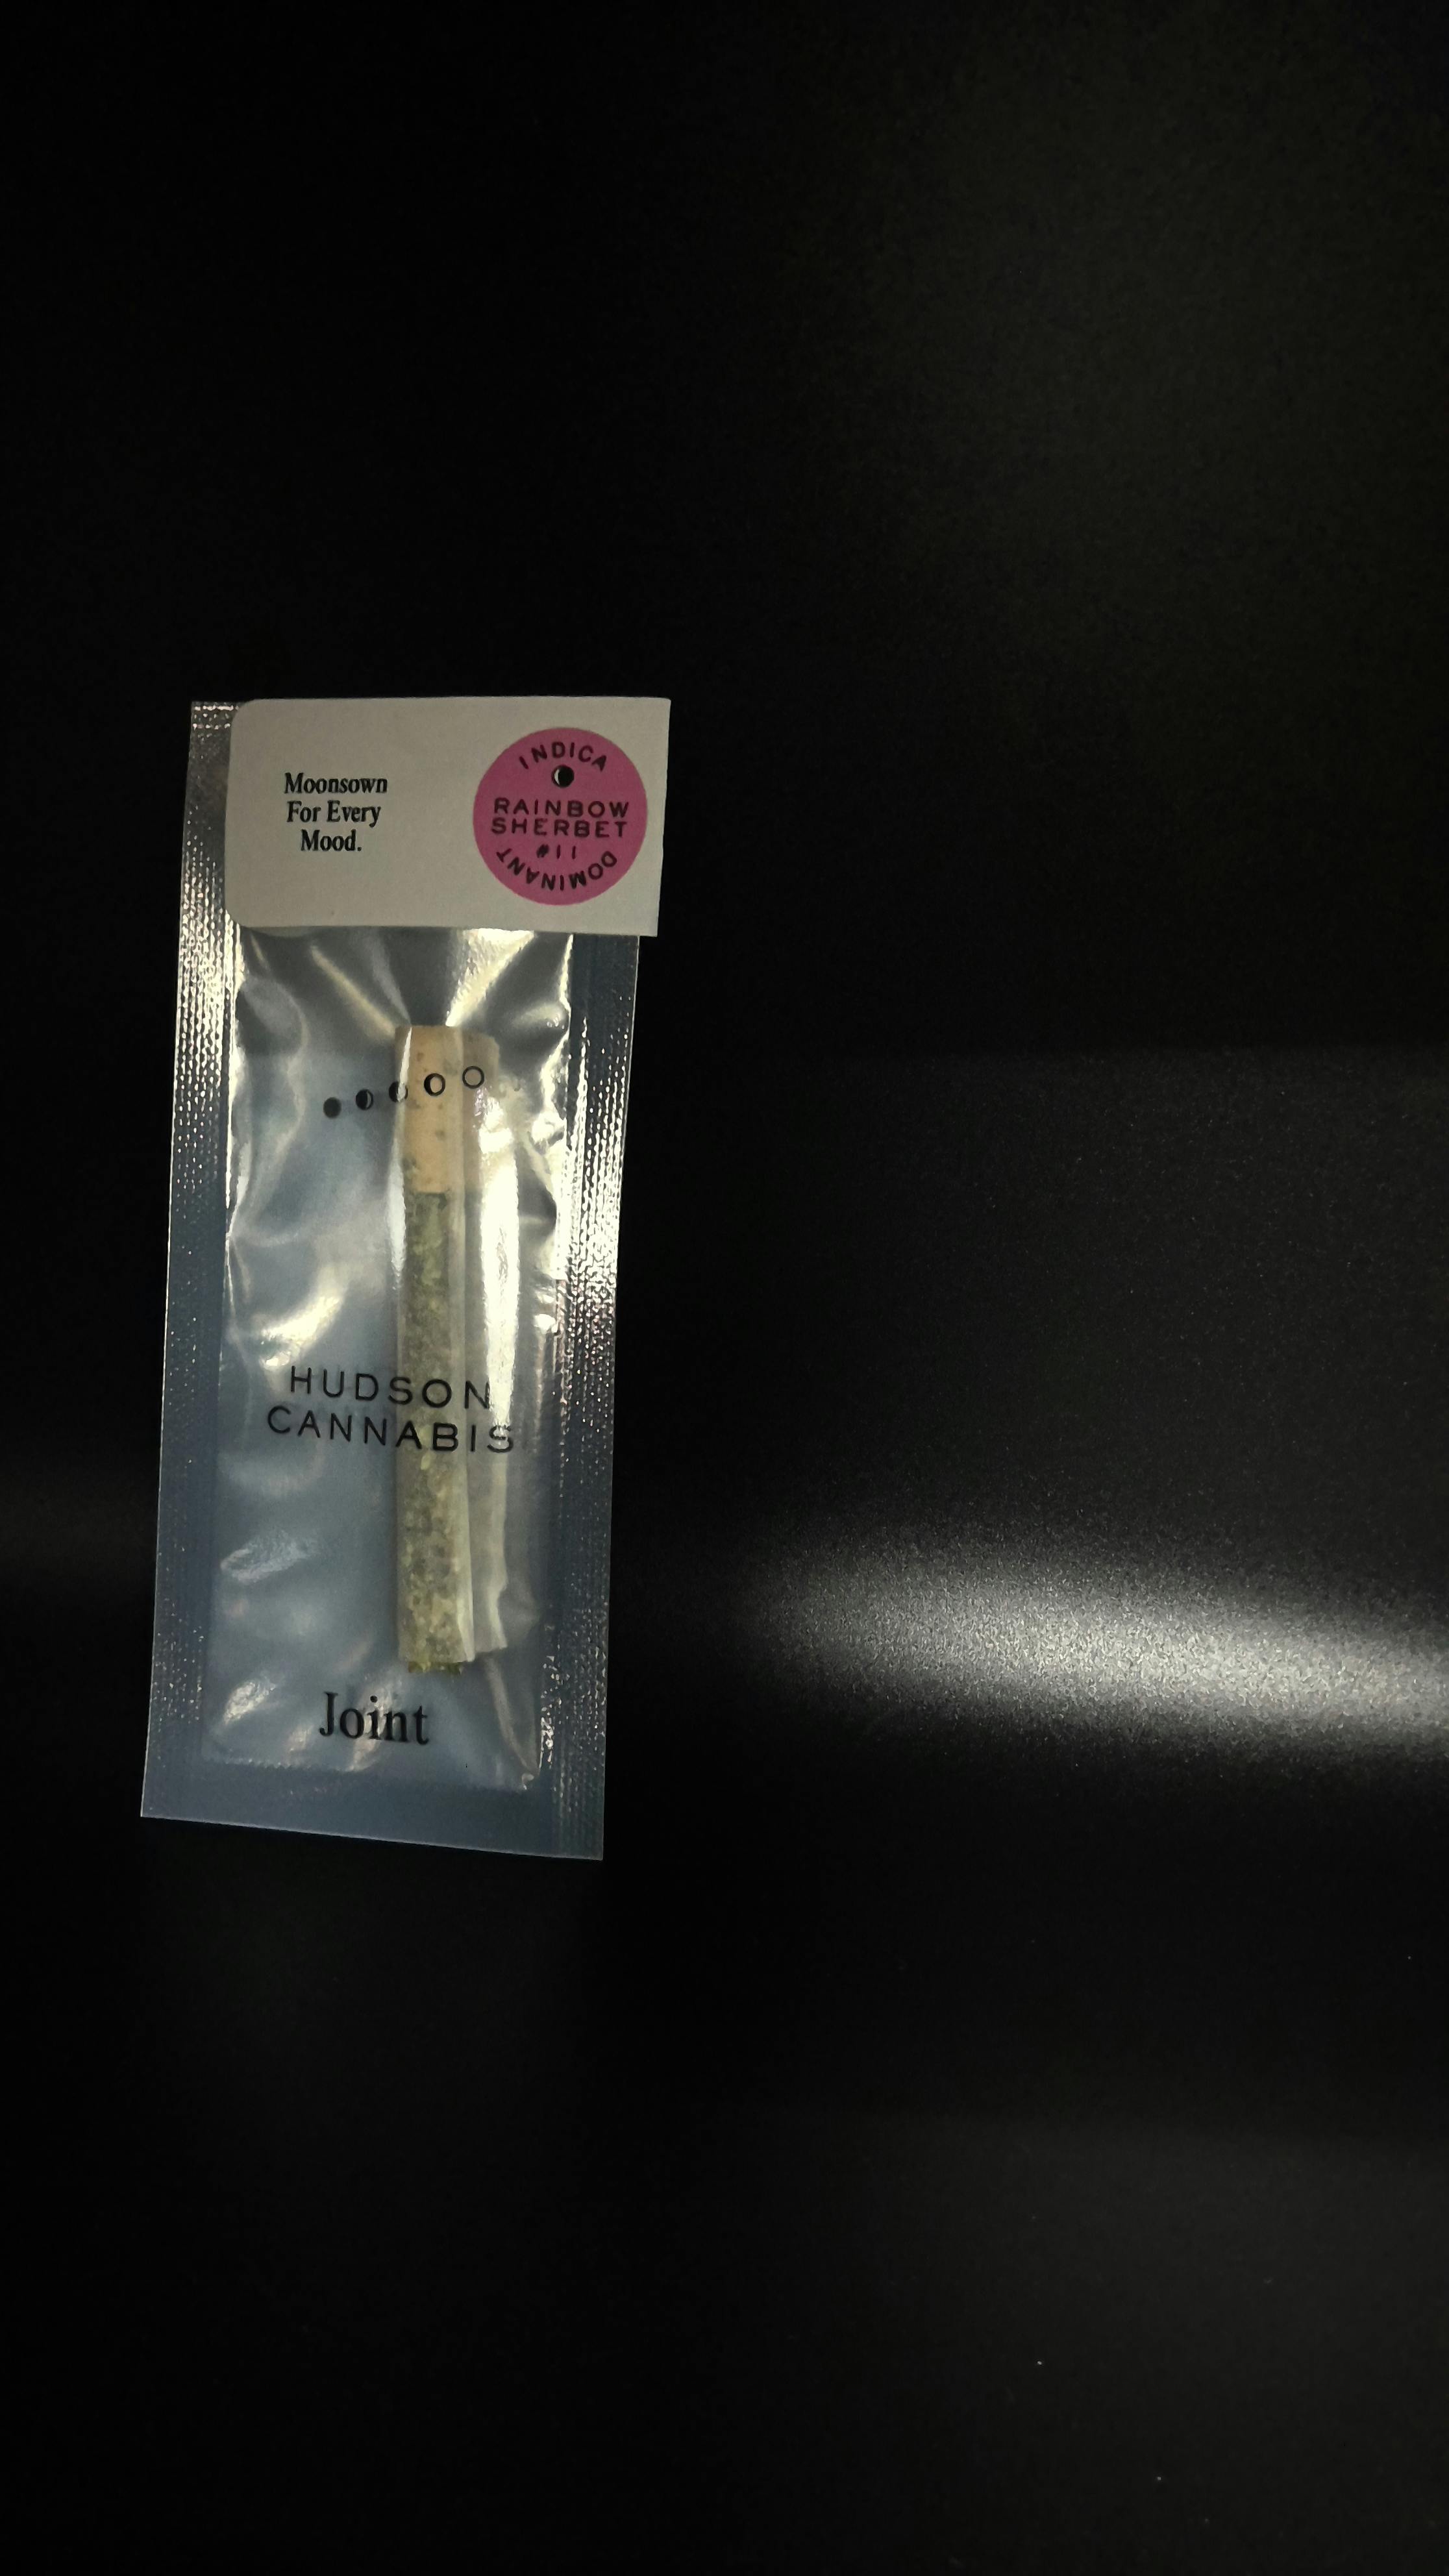 Moonsown
For Every
Mood.
INDICA
RAINBOW
SHERBET
#11
DOMINANT
HUDSON
CANNABIS
Joint